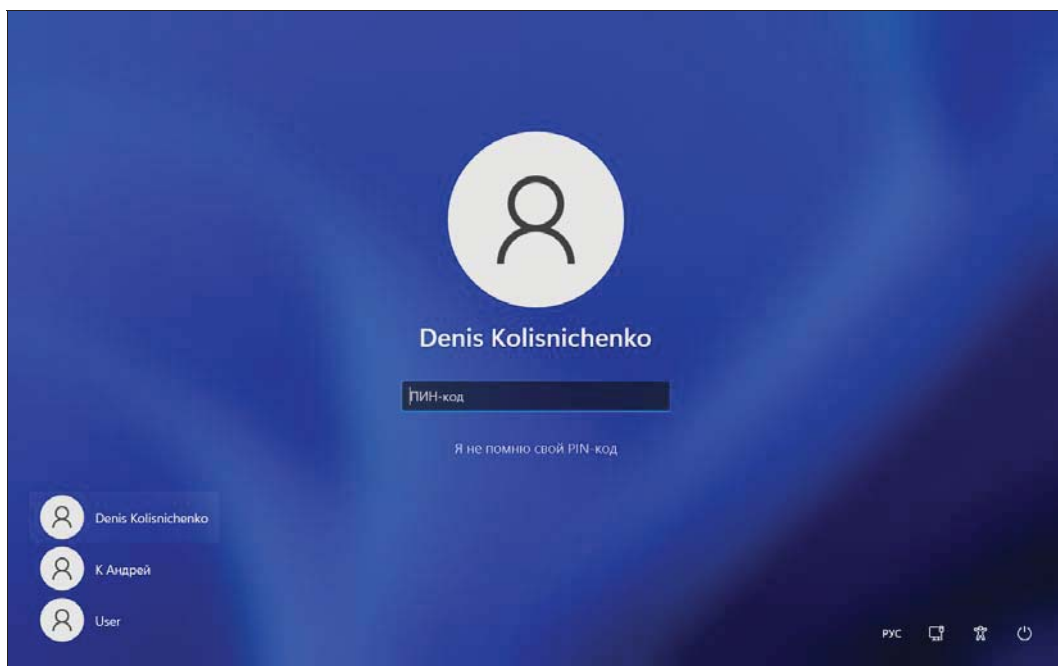 Denis Kolisnichenko
ПИН-код
Я не помню свой PIN-код
Denis Kolisnichenko
К Андрей
User
РУС